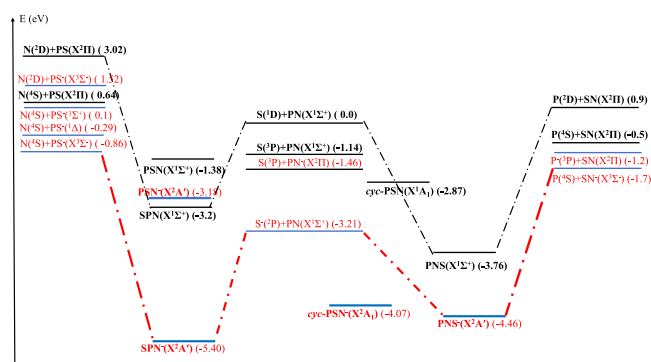 E (eV)
N(²D)+PS(X²Π) ( 3.02)
N(²D)+PS⁻(X³Σ⁻) ( 1.32)
N(⁴S)+PS(X²Π) ( 0.64)
N(⁴S)+PS⁻(¹Σ⁺) ( 0.1)
N(⁴S)+PS⁻(¹Δ) ( -0.29)
N(⁴S)+PS⁻(X³Σ⁻) ( -0.86)
PSN(X¹Σ⁺) (-1.38)
PSN⁻(X²A′) (-3.18)
SPN(X¹Σ⁺) (-3.2)
SPN⁻(X²A′) (-5.40)
S(¹D)+PN(X¹Σ⁺) ( 0.0)
S(³P)+PN(X¹Σ⁺) (-1.14)
S(³P)+PN⁻(X²Π) (-1.46)
S⁻(²P)+PN(X¹Σ⁺) (-3.21)
cyc-PSN(X¹A₁) (-2.87)
cyc-PSN⁻(X²A₁) (-4.07)
PNS(X¹Σ⁺) (-3.76)
PNS⁻(X²A′) (-4.46)
P(²D)+SN(X²Π) (0.9)
P(⁴S)+SN(X²Π) (-0.5)
P⁻(³P)+SN(X²Π) (-1.2)
P(⁴S)+SN⁻(X³Σ⁻) (-1.7)